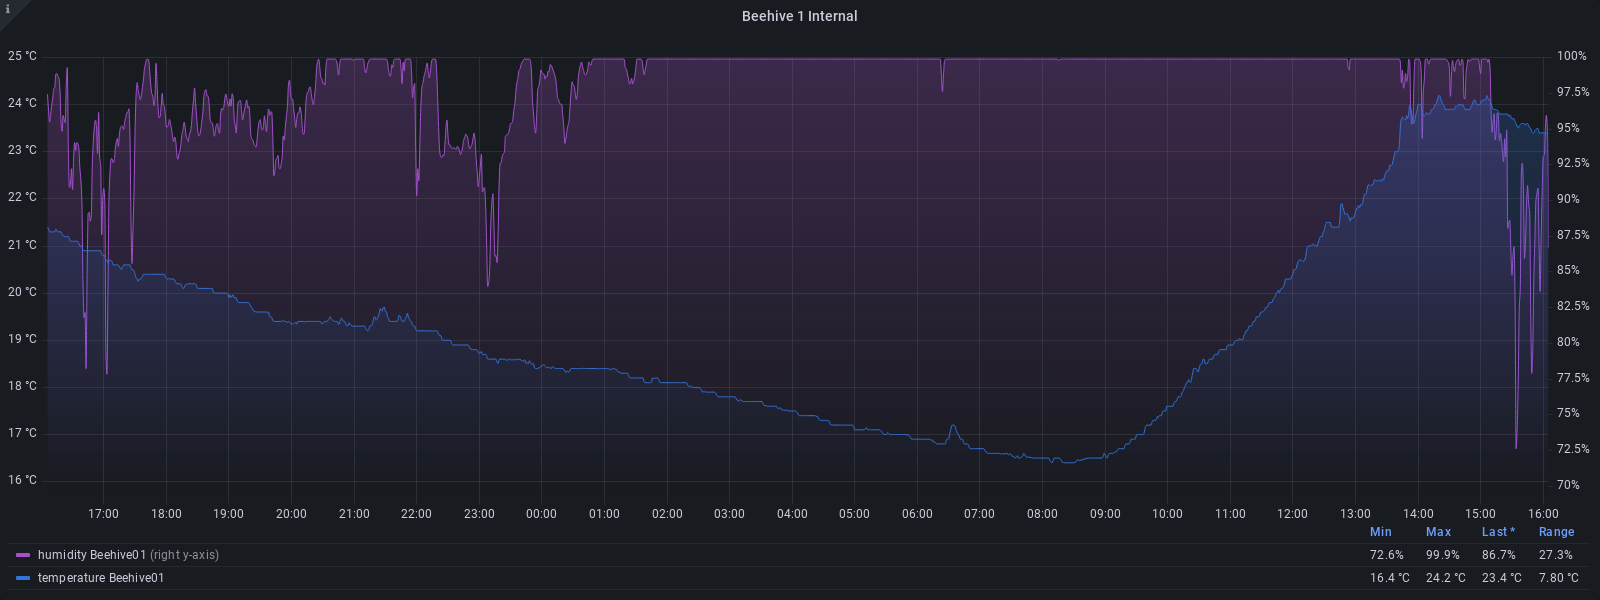 i
Beehive 1 Internal
25 °C 100%
24 °C 97.5%
23 °C 95%
22 °C 92.5%
21 °C 90%
20 °C 87.5%
19 °C 85%
18 °C 82.5%
17 °C 80%
16 °C 77.5%
75%
72.5%
70%
17:00 18:00 19:00 20:00 21:00 22:00 23:00 00:00 01:00 02:00 03:00 04:00 05:00 06:00 07:00 08:00 09:00 10:00 11:00 12:00 13:00 14:00 15:00 16:00
Min Max Last * Range
humidity Beehive01 (right y-axis) 72.6% 99.9% 86.7% 27.3%
temperature Beehive01 16.4 °C 24.2 °C 23.4 °C 7.80 °C